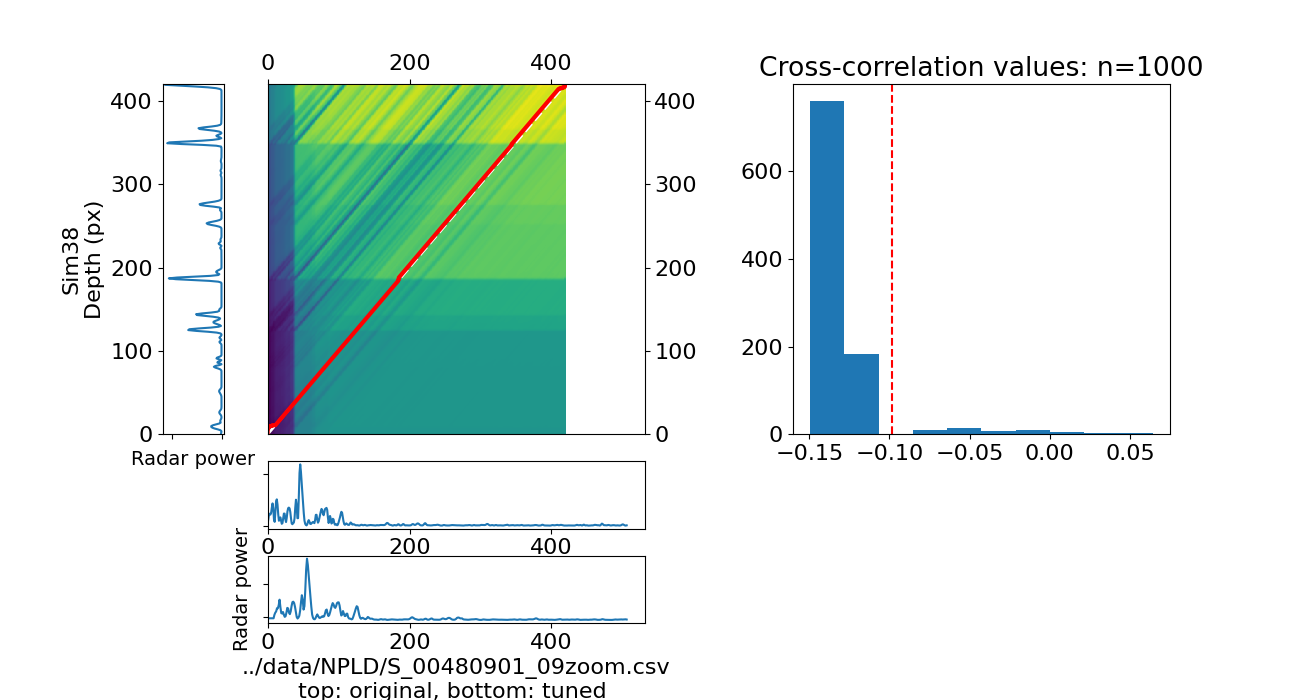 Cross-correlation values: n=1000
0 200 400
400
300
200
100
0
Sim38
Depth (px)
Radar power
400
300
200
100
0
600
400
200
0
−0.15 −0.10 −0.05 0.00 0.05
0 200 400
Radar power
0 200 400
../data/NPLD/S_00480901_09zoom.csv
top: original, bottom: tuned